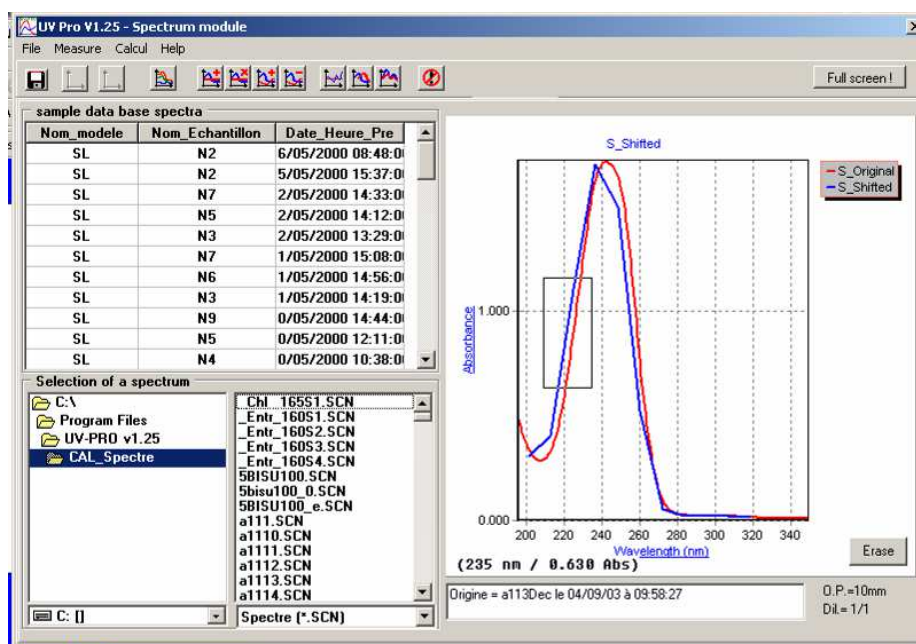 UV Pro V1.25 - Spectrum module
File Measure Calcul Help
Full screen !
sample data base spectra
Nom_modele Nom_Echantillon Date_Heure_Pre
SL N2 6/05/2000 08:48:0
SL N2 5/05/2000 15:37:0
SL N7 2/05/2000 14:33:0
SL N5 2/05/2000 14:12:0
SL N3 2/05/2000 13:29:0
SL N7 1/05/2000 15:08:0
SL N6 1/05/2000 14:56:0
SL N3 1/05/2000 14:19:0
SL N9 0/05/2000 14:44:0
SL N5 0/05/2000 12:11:0
SL N4 0/05/2000 10:38:0
Selection of a spectrum
C:\
Program Files
UV-PRO v1.25
CAL_Spectre
_Chl_165S1.SCN
_Entr_160S1.SCN
_Entr_160S2.SCN
_Entr_160S3.SCN
_Entr_160S4.SCN
5BISU100.SCN
5bisu100_0.SCN
5BISU100_e.SCN
a111.SCN
a1110.SCN
a1111.SCN
a1112.SCN
a1113.SCN
a1114.SCN
C: []
Spectre (*.SCN)
S_Shifted
S_Original
S_Shifted
Absorbance
1.000
0.000
200 220 240 260 280 300 320 340
Wavelength (nm)
(235 nm / 0.630 Abs)
Erase
Origine = a113Dec le 04/09/03 à 09:58:27
O.P.=10mm
Dil.= 1/1